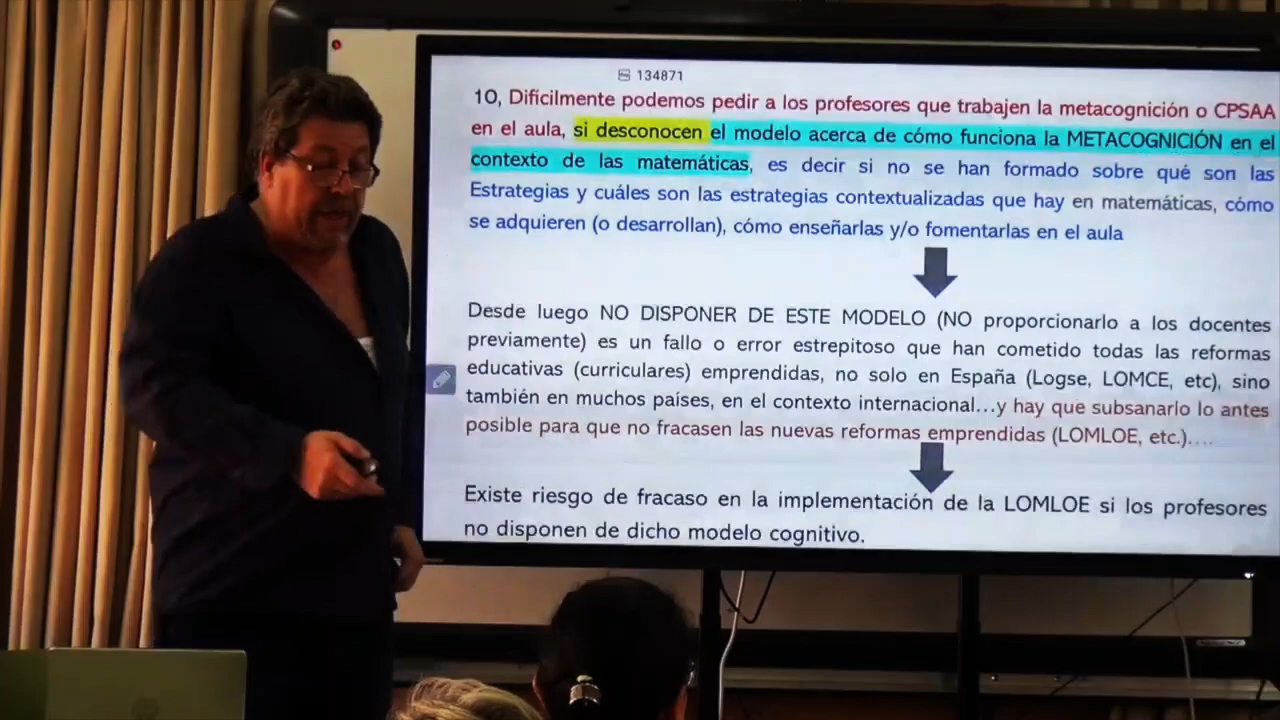 134871
10, Dificilmente podemos pedir a los profesores que trabajen la metacognición o CPSAA
en el aula, si desconocen el modelo acerca de cómo funciona la METACOGNICIÓN en el
contexto de las matemáticas, es decir si no se han formado sobre qué son las
Estrategias y cuáles son las estrategias contextualizadas que hay en matemáticas, cómo
se adquieren (o desarrollan), cómo enseñarlas y/o fomentarlas en el aula
Desde luego NO DISPONER DE ESTE MODELO (NO proporcionarlo a los docentes
previamente) es un fallo o error estrepitoso que han cometido todas las reformas
educativas (curriculares) emprendidas, no solo en España (Logse, LOMCE, etc), sino
también en muchos países, en el contexto internacional...y hay que subsanarlo lo antes
posible para que no fracasen las nuevas reformas emprendidas (LOMLOE, etc.)....
Existe riesgo de fracaso en la implementación de la LOMLOE si los profesores
no disponen de dicho modelo cognitivo.